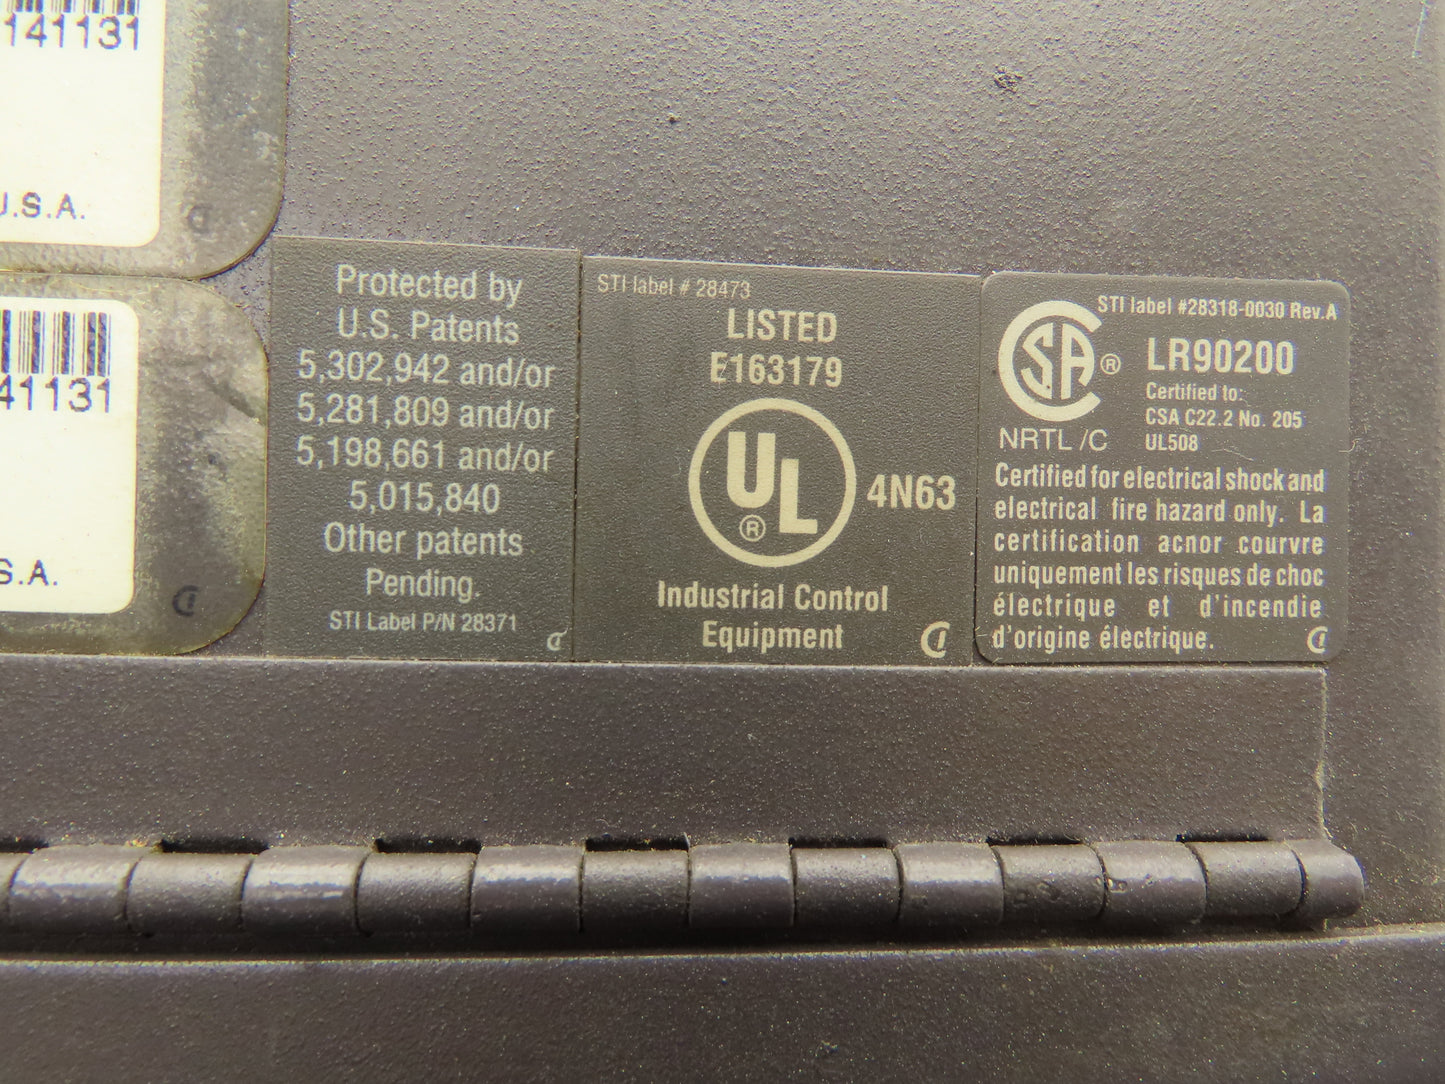 141131
U.S.A.
41131
S.A.
Protected by
U.S. Patents
5,302,942 and/or
5,281,809 and/or
5,198,661 and/or
5,015,840
Other patents
Pending.
STI Label P/N 28371
STI label # 28473
LISTED
E163179
UL
®
4N63
Industrial Control
Equipment
STI label #28318-0030 Rev.A
CSA ®
LR90200
Certified to:
CSA C22.2 No. 205
NRTL /C
UL508
Certified for electrical shock and
electrical fire hazard only. La
certification acnor courvre
uniquement les risques de choc
électrique et d'incendie
d'origine électrique.